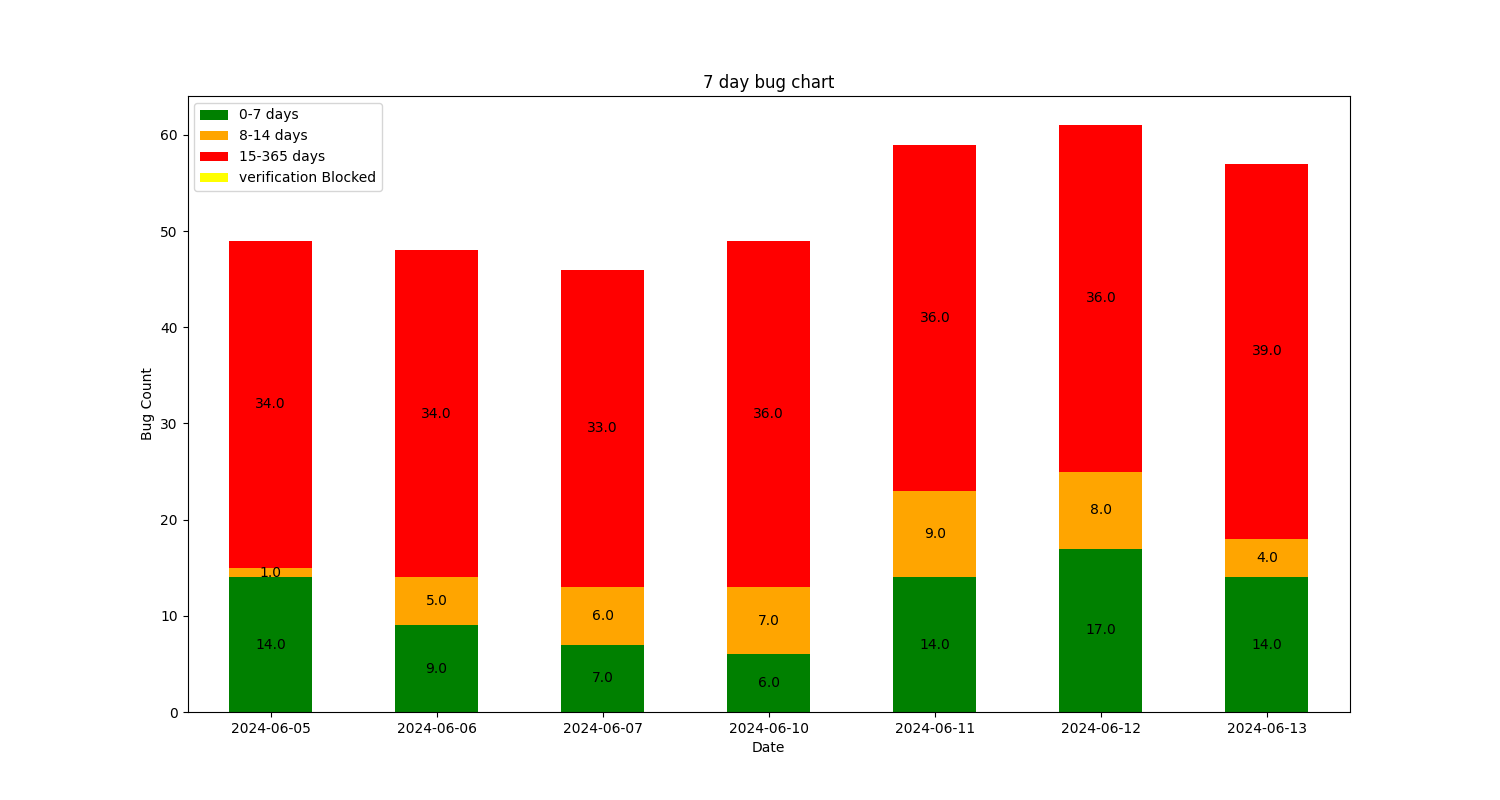 7 day bug chart
0-7 days
8-14 days
15-365 days
verification Blocked
Bug Count
60
50
40
30
20
10
0
34.0 34.0 33.0 36.0 36.0 36.0 39.0
1.0 5.0 6.0 7.0 9.0 8.0 4.0
14.0 9.0 7.0 6.0 14.0 17.0 14.0
2024-06-05 2024-06-06 2024-06-07 2024-06-10 2024-06-11 2024-06-12 2024-06-13
Date